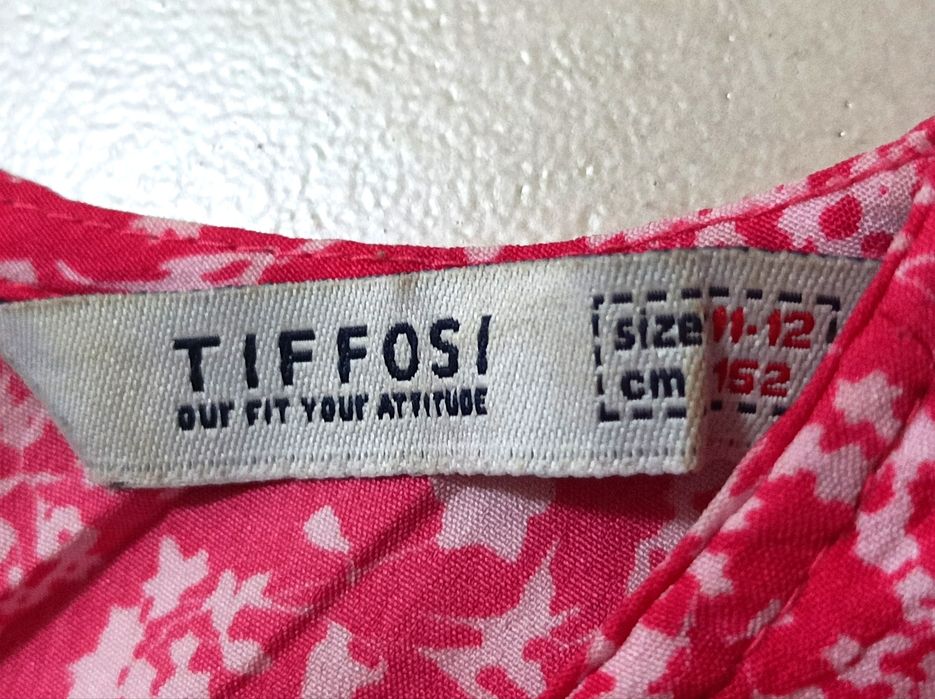 TIFFOSI
OUr FIT YOUr ATTITUDE
size 11-12
cm 152